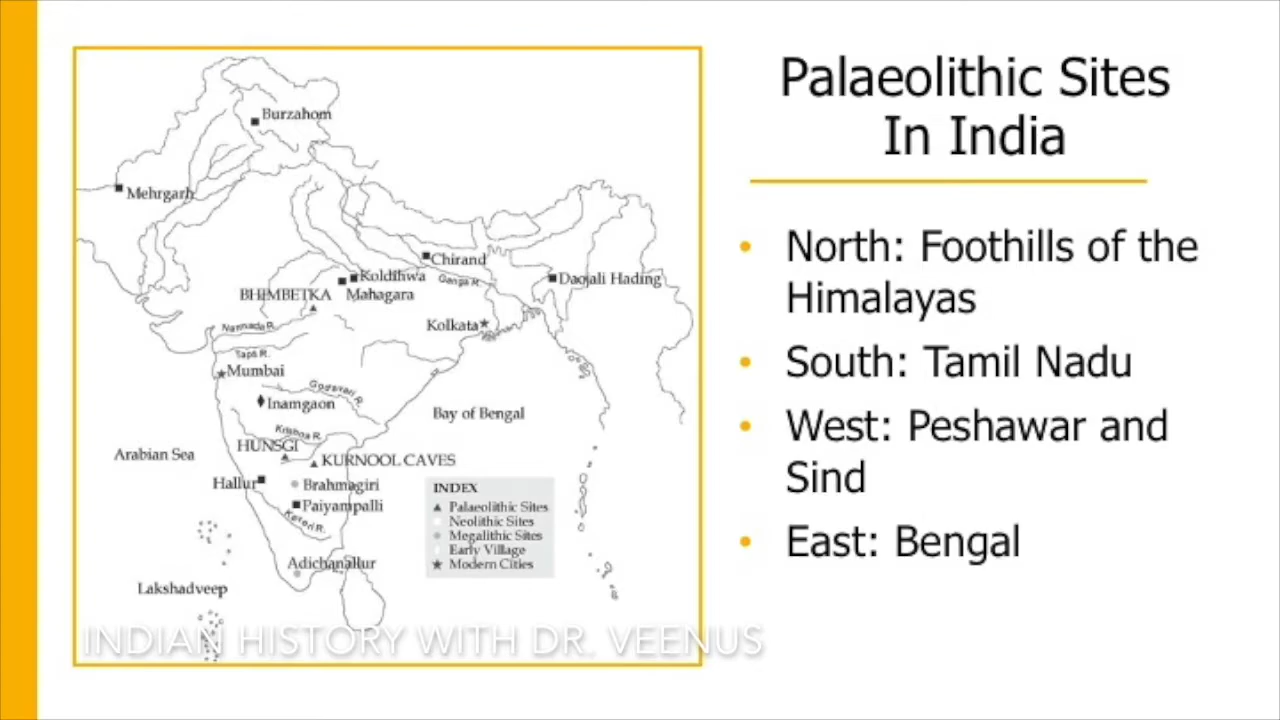 Palaeolithic Sites
In India
• North: Foothills of the
Himalayas
• South: Tamil Nadu
• West: Peshawar and
Sind
• East: Bengal
Burzahom
Mehrgarh
Chirand
Koldihwa
Ganga R.
Daojali Hading
BHIMBETKA
Mahagara
Kolkata
Narmada R.
Tapti R.
Mumbai
Godavari R.
Inamgaon
Bay of Bengal
Krishna R.
HUNSGI
Arabian Sea
KURNOOL CAVES
Hallur
Brahmagiri
Paiyampalli
Kaveri R.
Adichanallur
Lakshadveep
INDEX
Palaeolithic Sites
Neolithic Sites
Megalithic Sites
Early Village
Modern Cities
INDIAN HISTORY WITH DR. VEENUS